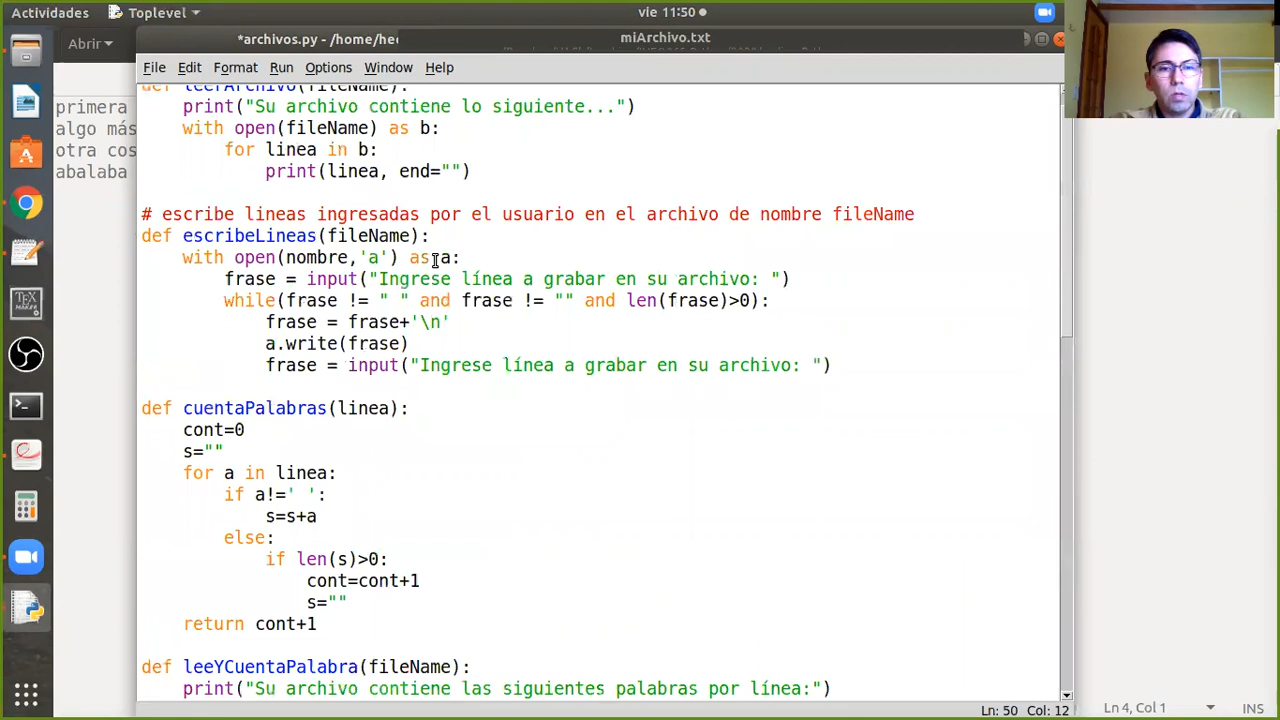 Actividades
Toplevel
vie 11:50
Abrir
*archivos.py - /home/hec
miArchivo.txt
File Edit Format Run Options Window Help
primera
algo más
otra cos
abalaba
def leerArchivo(fileName):
    print("Su archivo contiene lo siguiente...")
    with open(fileName) as b:
        for linea in b:
            print(linea, end="")
# escribe lineas ingresadas por el usuario en el archivo de nombre fileName
def escribeLineas(fileName):
    with open(nombre,'a') as a:
        frase = input("Ingrese línea a grabar en su archivo: ")
        while(frase != " " and frase != "" and len(frase)>0):
            frase = frase+'\n'
            a.write(frase)
            frase = input("Ingrese línea a grabar en su archivo: ")
def cuentaPalabras(linea):
    cont=0
    s=""
    for a in linea:
        if a!=' ':
            s=s+a
        else:
            if len(s)>0:
                cont=cont+1
                s=""
    return cont+1
def leeYCuentaPalabra(fileName):
    print("Su archivo contiene las siguientes palabras por línea:")
Ln: 50 Col: 12
Ln 4, Col 1
INS